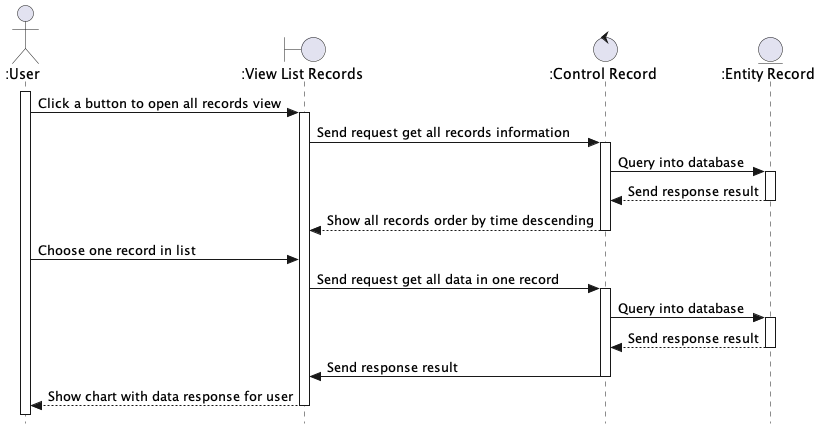 :User
:View List Records
:Control Record
:Entity Record
Click a button to open all records view
Send request get all records information
Query into database
Send response result
Show all records order by time descending
Choose one record in list
Send request get all data in one record
Query into database
Send response result
Send response result
Show chart with data response for user